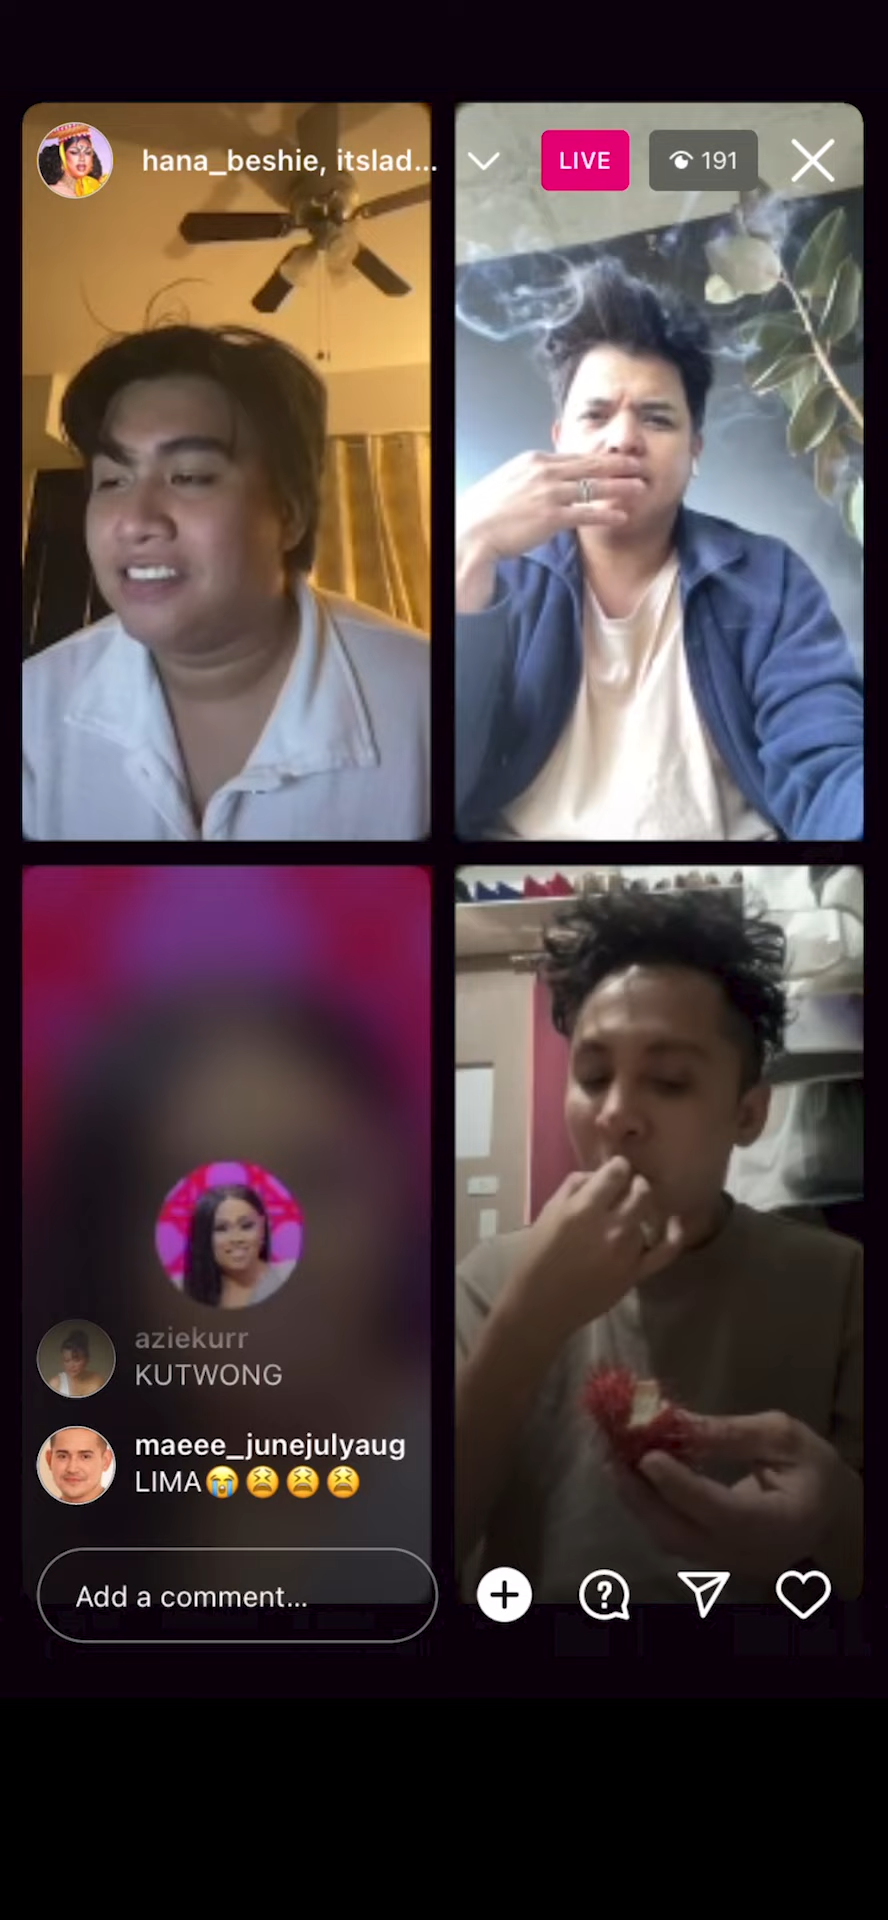 hana_beshie, itslad...
LIVE
191
aziekurr
KUTWONG
maeee_junejulyaug
LIMA😭😫😫😫
Add a comment...